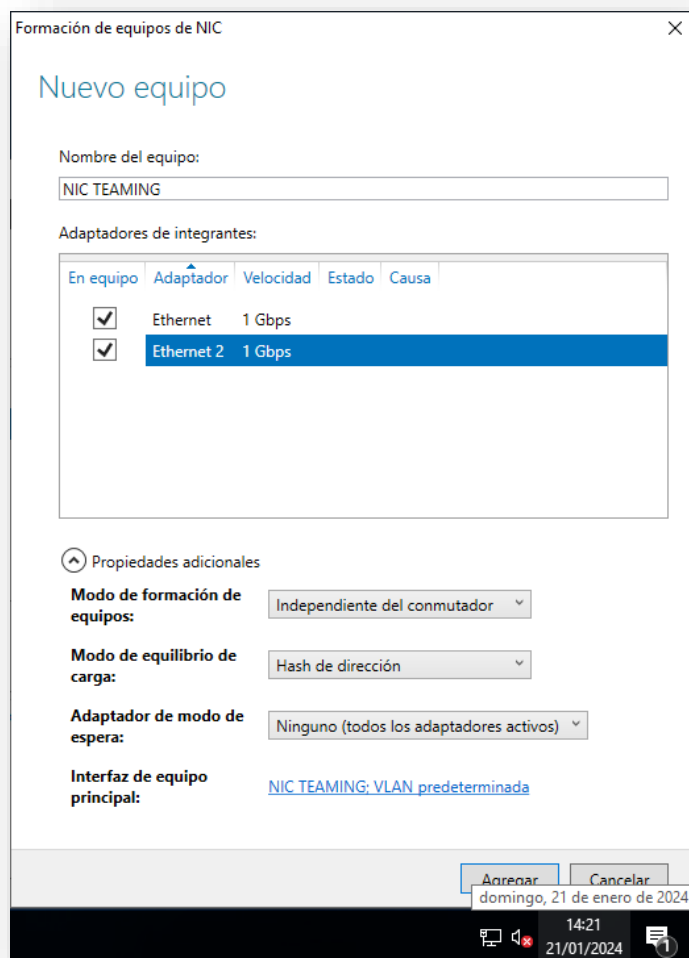 Formación de equipos de NIC
Nuevo equipo
Nombre del equipo:
NIC TEAMING
Adaptadores de integrantes:
En equipo Adaptador Velocidad Estado Causa
Ethernet 1 Gbps
Ethernet 2 1 Gbps
Propiedades adicionales
Modo de formación de
equipos:
Independiente del conmutador
Modo de equilibrio de
carga:
Hash de dirección
Adaptador de modo de
espera:
Ninguno (todos los adaptadores activos)
Interfaz de equipo
principal:
NIC TEAMING; VLAN predeterminada
Agregar Cancelar
domingo, 21 de enero de 2024
14:21
21/01/2024
1